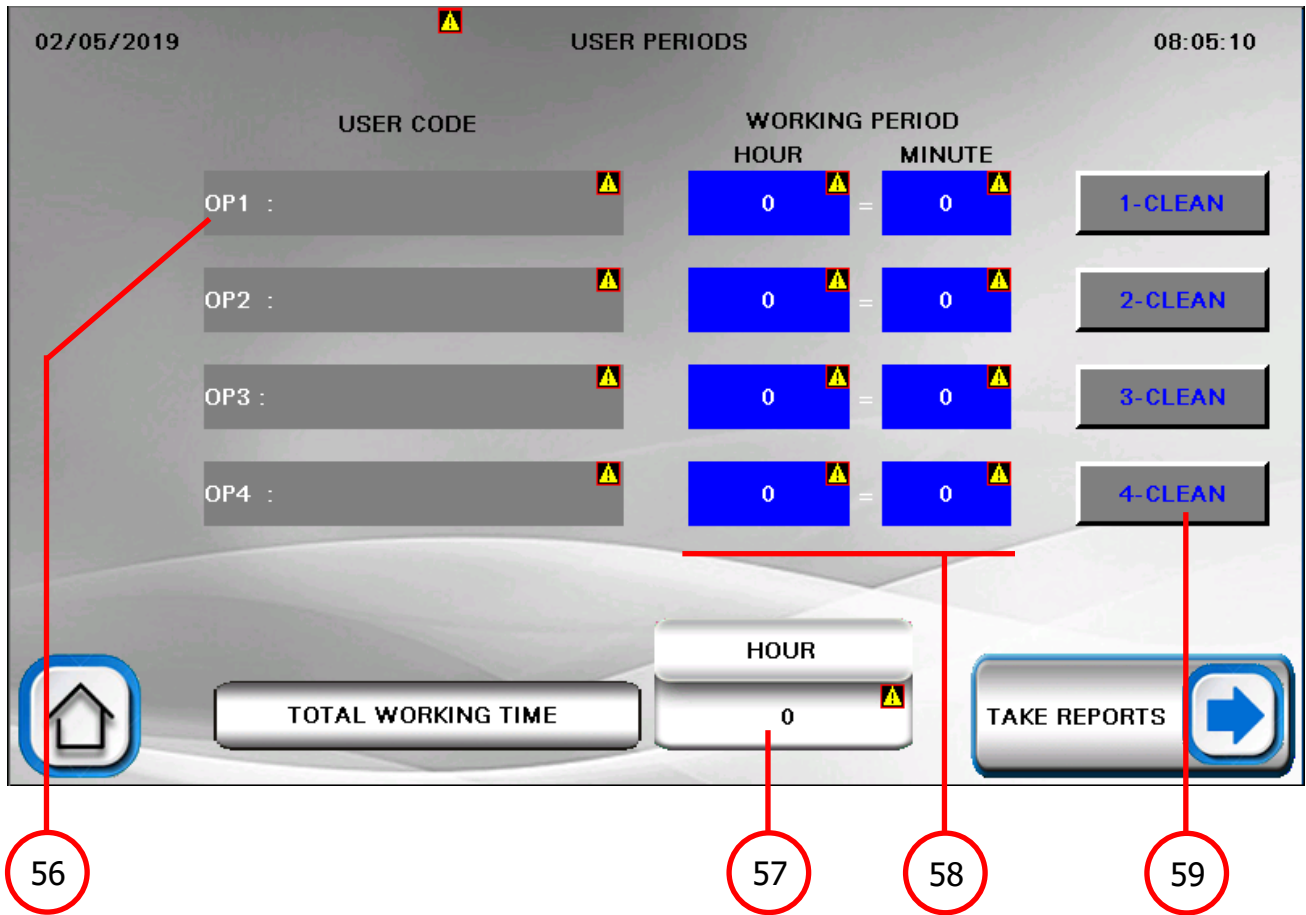 02/05/2019 USER PERIODS 08:05:10
USER CODE WORKING PERIOD
HOUR MINUTE
OP1 : 0 = 0 1-CLEAN
OP2 : 0 = 0 2-CLEAN
OP3 : 0 = 0 3-CLEAN
OP4 : 0 = 0 4-CLEAN
HOUR
TOTAL WORKING TIME 0 TAKE REPORTS
56 57 58 59